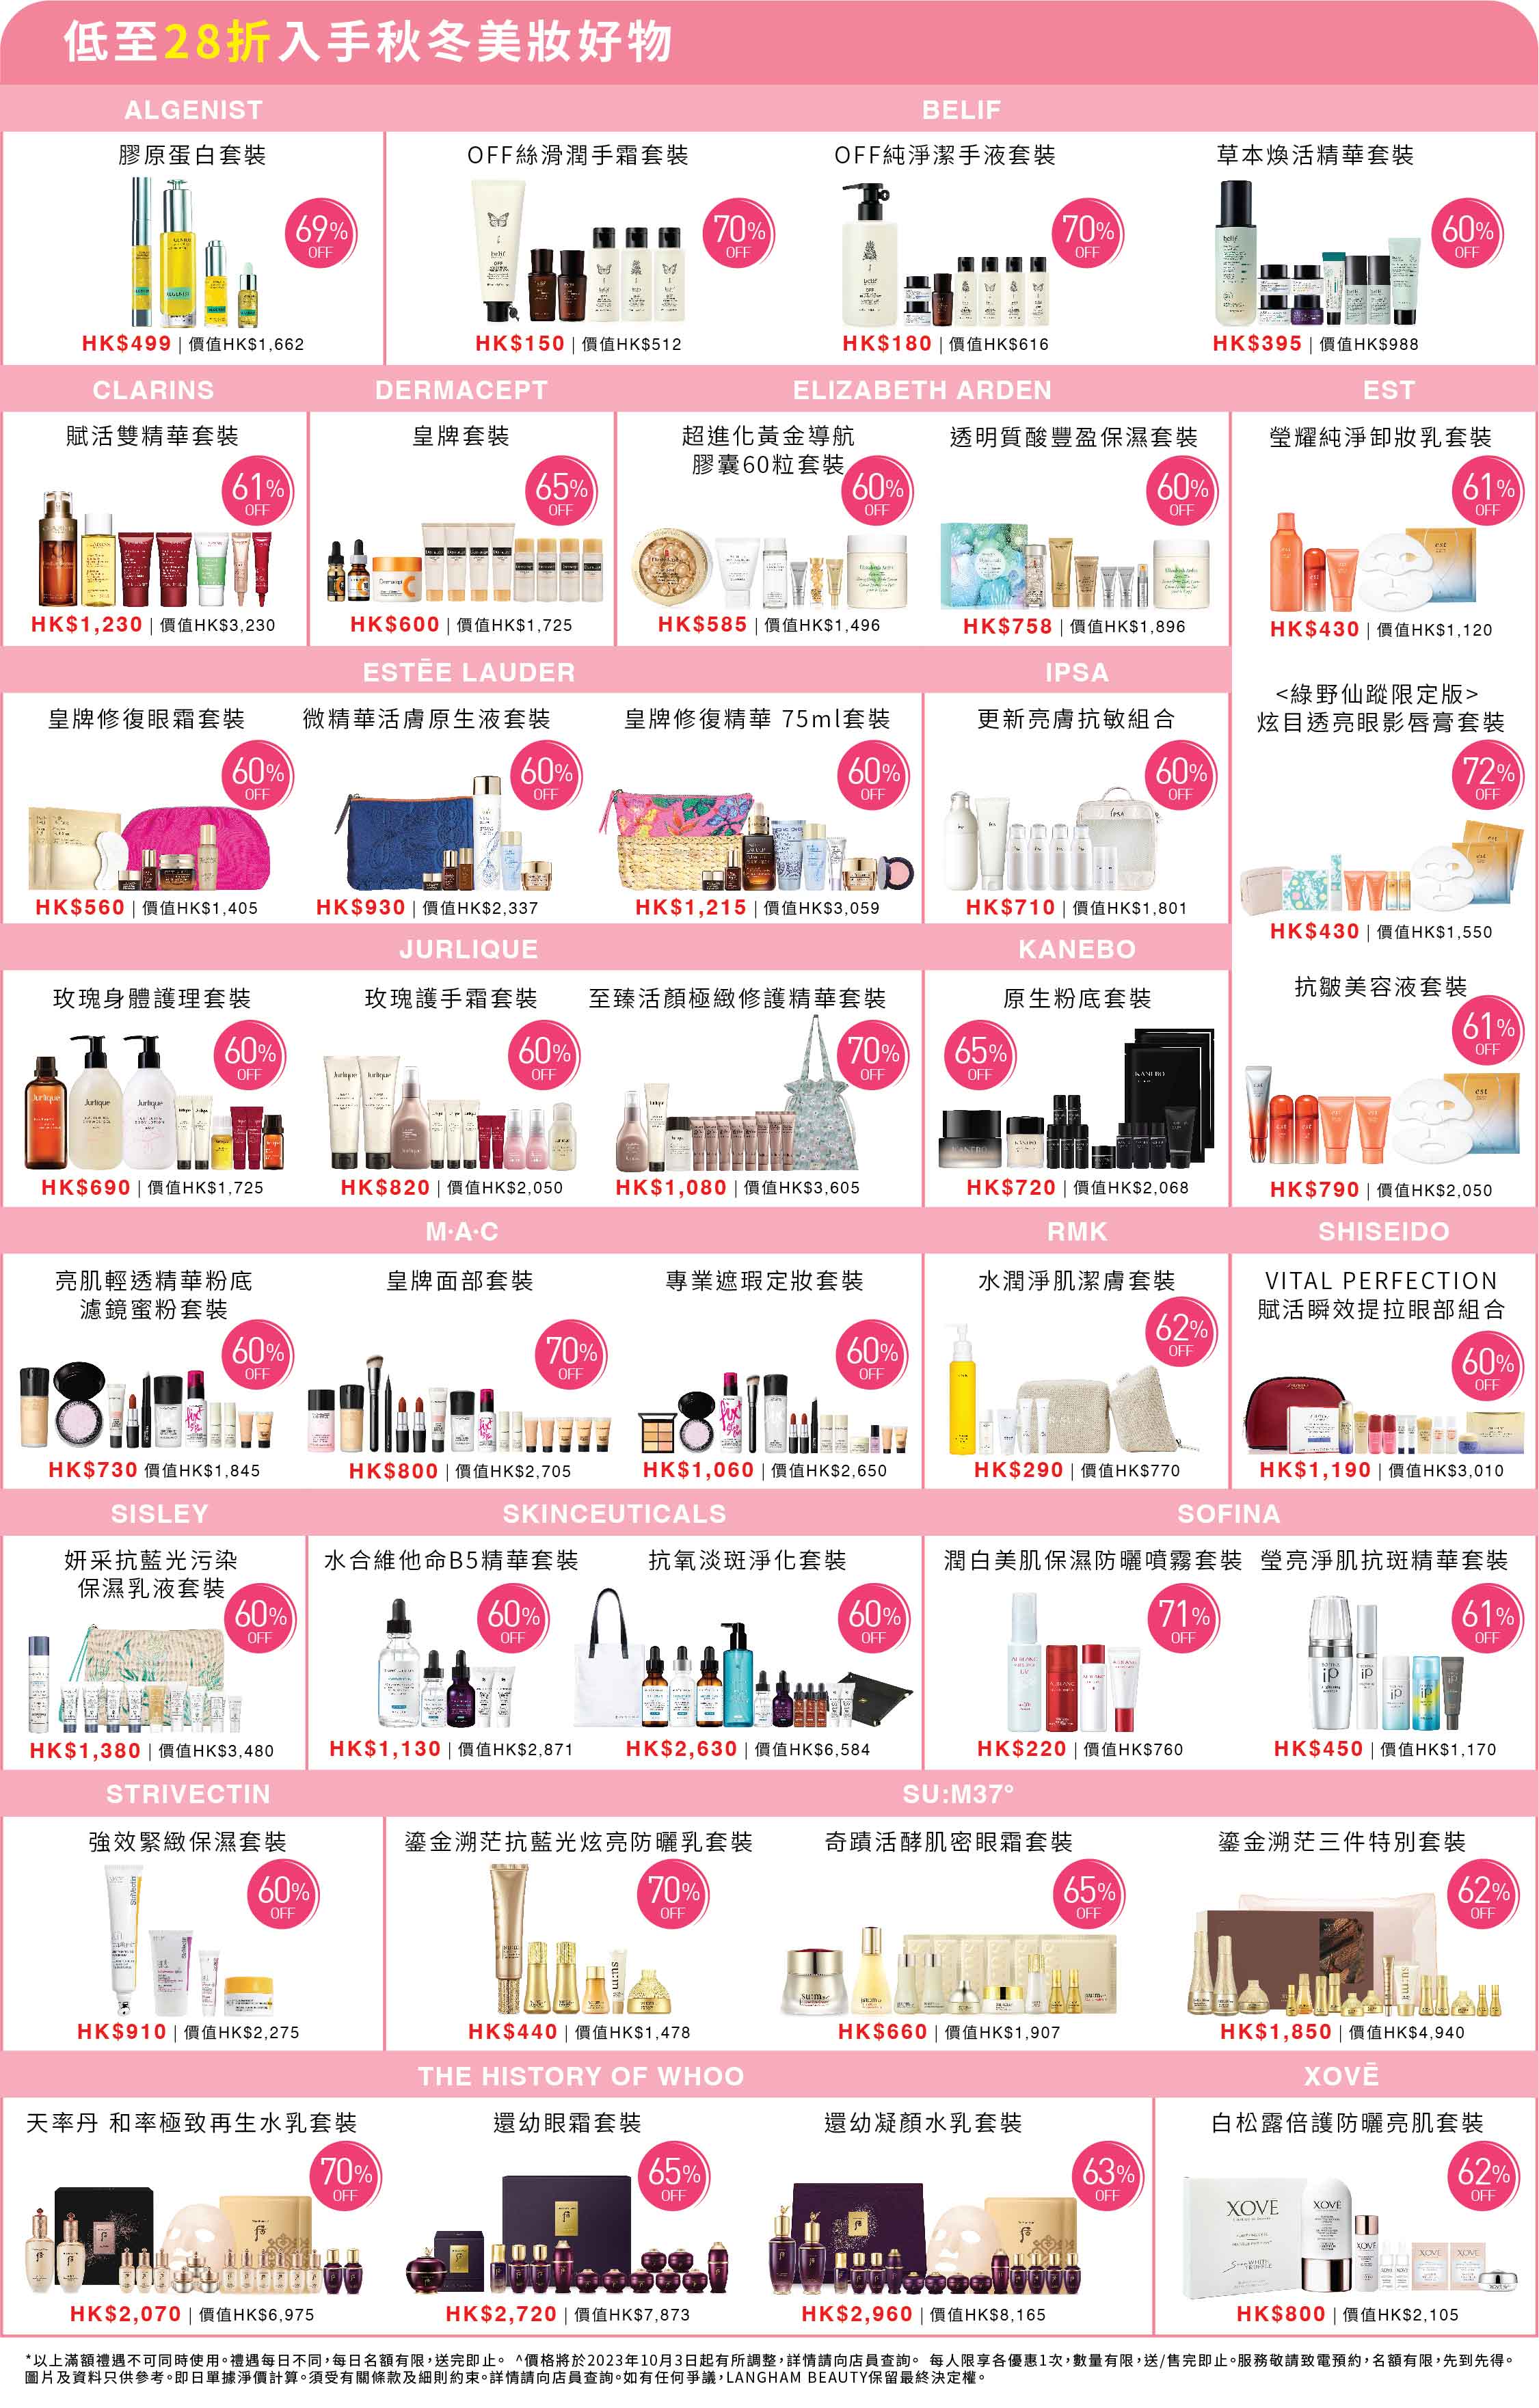 低至28折入手秋冬美妝好物
ALGENIST
BELIF
膠原蛋白套裝
69% OFF
HK$499 | 價值HK$1,662
OFF絲滑潤手霜套裝
70% OFF
HK$150 | 價值HK$512
OFF純淨潔手液套裝
70% OFF
HK$180 | 價值HK$616
草本煥活精華套裝
60% OFF
HK$395 | 價值HK$988
CLARINS
DERMACEPT
ELIZABETH ARDEN
EST
賦活雙精華套裝
61% OFF
HK$1,230 | 價值HK$3,230
皇牌套裝
65% OFF
HK$600 | 價值HK$1,725
超進化黃金導航
膠囊60粒套裝
60% OFF
HK$585 | 價值HK$1,496
透明質酸豐盈保濕套裝
60% OFF
HK$758 | 價值HK$1,896
瑩耀純淨卸妝乳套裝
61% OFF
HK$430 | 價值HK$1,120
<綠野仙蹤限定版>
炫目透亮眼影唇膏套裝
72% OFF
HK$430 | 價值HK$1,550
抗皺美容液套裝
61% OFF
HK$790 | 價值HK$2,050
ESTĒE LAUDER
IPSA
皇牌修復眼霜套裝
60% OFF
HK$560 | 價值HK$1,405
微精華活膚原生液套裝
60% OFF
HK$930 | 價值HK$2,337
皇牌修復精華 75ml套裝
60% OFF
HK$1,215 | 價值HK$3,059
更新亮膚抗敏組合
60% OFF
HK$710 | 價值HK$1,801
JURLIQUE
KANEBO
玫瑰身體護理套裝
60% OFF
HK$690 | 價值HK$1,725
玫瑰護手霜套裝
60% OFF
HK$820 | 價值HK$2,050
至臻活顏極緻修護精華套裝
70% OFF
HK$1,080 | 價值HK$3,605
原生粉底套裝
65% OFF
HK$720 | 價值HK$2,068
M·A·C
RMK
SHISEIDO
亮肌輕透精華粉底
濾鏡蜜粉套裝
60% OFF
HK$730 價值HK$1,845
皇牌面部套裝
70% OFF
HK$800 | 價值HK$2,705
專業遮瑕定妝套裝
60% OFF
HK$1,060 | 價值HK$2,650
水潤淨肌潔膚套裝
62% OFF
HK$290 | 價值HK$770
VITAL PERFECTION
賦活瞬效提拉眼部組合
60% OFF
HK$1,190 | 價值HK$3,010
SISLEY
SKINCEUTICALS
SOFINA
妍采抗藍光污染
保濕乳液套裝
60% OFF
HK$1,380 | 價值HK$3,480
水合維他命B5精華套裝
60% OFF
HK$1,130 | 價值HK$2,871
抗氧淡斑淨化套裝
60% OFF
HK$2,630 | 價值HK$6,584
潤白美肌保濕防曬噴霧套裝
71% OFF
HK$220 | 價值HK$760
瑩亮淨肌抗斑精華套裝
61% OFF
HK$450 | 價值HK$1,170
STRIVECTIN
SU:M37°
強效緊緻保濕套裝
60% OFF
HK$910 | 價值HK$2,275
鎏金溯茫抗藍光炫亮防曬乳套裝
70% OFF
HK$440 | 價值HK$1,478
奇蹟活酵肌密眼霜套裝
65% OFF
HK$660 | 價值HK$1,907
鎏金溯茫三件特別套裝
62% OFF
HK$1,850 | 價值HK$4,940
THE HISTORY OF WHOO
XOVĒ
天率丹 和率極致再生水乳套裝
70% OFF
HK$2,070 | 價值HK$6,975
還幼眼霜套裝
65% OFF
HK$2,720 | 價值HK$7,873
還幼凝顏水乳套裝
63% OFF
HK$2,960 | 價值HK$8,165
白松露倍護防曬亮肌套裝
62% OFF
HK$800 | 價值HK$2,105
*以上滿額禮遇不可同時使用。禮遇每日不同,每日名額有限,送完即止。 ^價格將於2023年10月3日起有所調整,詳情請向店員查詢。 每人限享各優惠1次,數量有限,送/售完即止。服務敬請致電預約,名額有限,先到先得。
圖片及資料只供參考。即日單據淨價計算。須受有關條款及細則約束。詳情請向店員查詢。如有任何爭議,LANGHAM BEAUTY保留最終決定權。